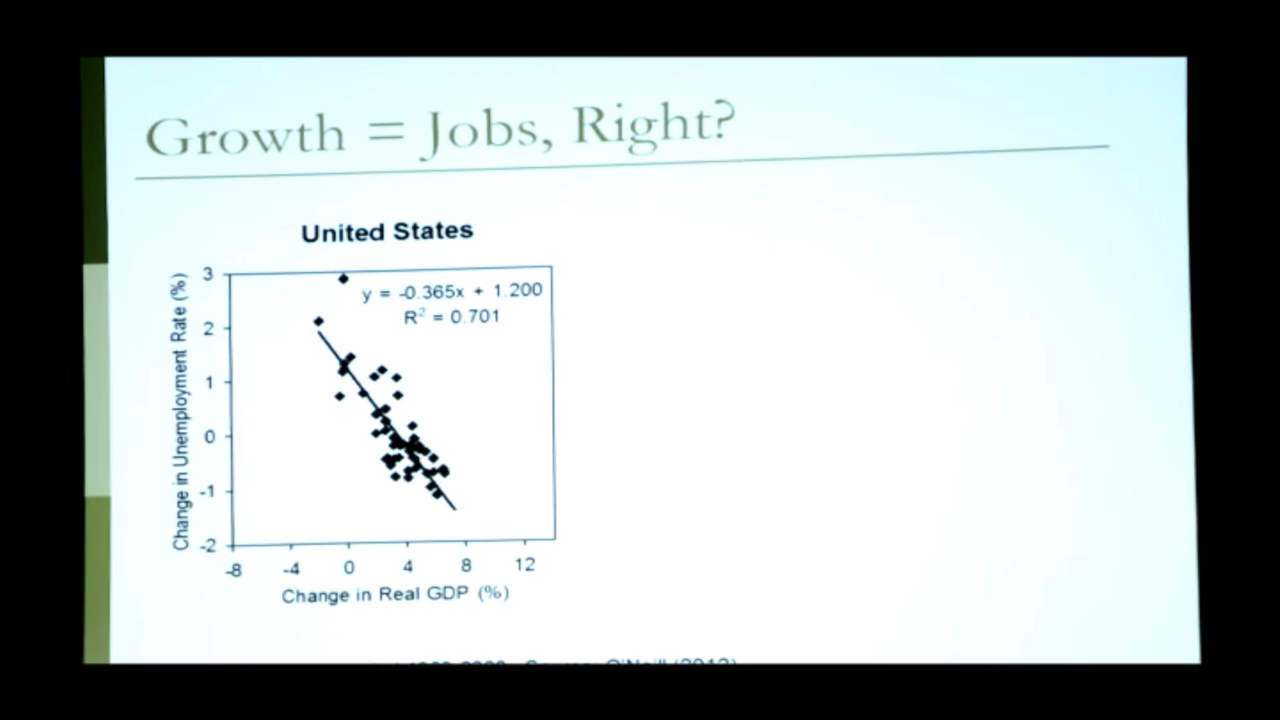 Growth = Jobs, Right?
United States
y = -0.365x + 1.200
R² = 0.701
Change in Unemployment Rate (%)
3
2
1
0
-1
-2
-8 -4 0 4 8 12
Change in Real GDP (%)